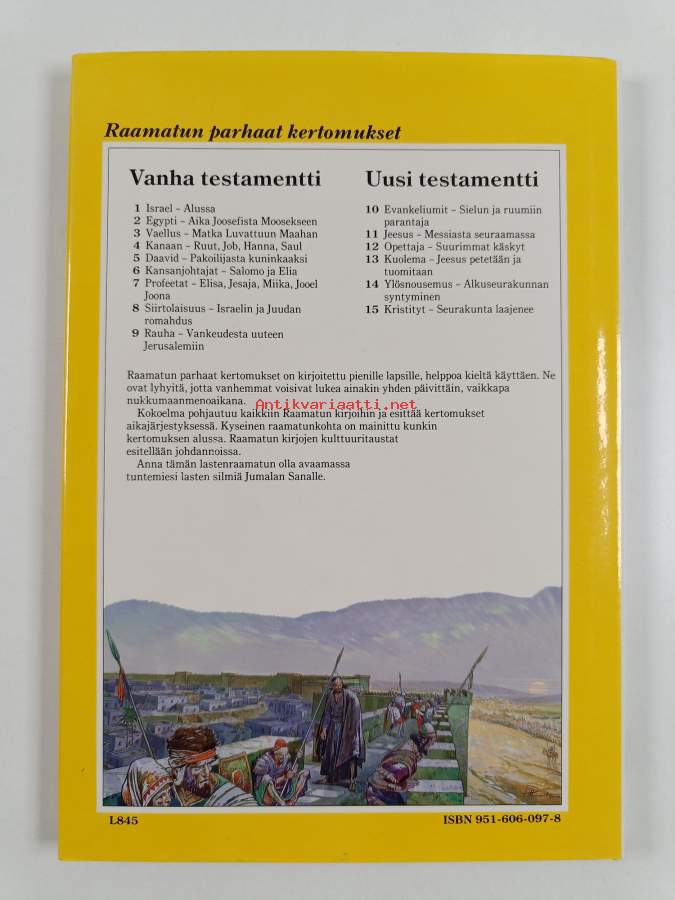 Raamatun parhaat kertomukset
Vanha testamentti
1 Israel – Alussa
2 Egypti – Aika Joosefista Moosekseen
3 Vaellus – Matka Luvattuun Maahan
4 Kanaan – Ruut, Job, Hanna, Saul
5 Daavid – Pakoilijasta kuninkaaksi
6 Kansanjohtajat – Salomo ja Elia
7 Profeetat – Elisa, Jesaja, Miika, Jooel
Joona
8 Siirtolaisuus – Israelin ja Juudan
romahdus
9 Rauha – Vankeudesta uuteen
Jerusalemiin
Uusi testamentti
10 Evankeliumit – Sielun ja ruumiin
parantaja
11 Jeesus – Messiasta seuraamassa
12 Opettaja – Suurimmat käskyt
13 Kuolema – Jeesus petetään ja
tuomitaan
14 Ylösnousemus – Alkuseurakunnan
syntyminen
15 Kristityt – Seurakunta laajenee
Raamatun parhaat kertomukset on kirjoitettu pienille lapsille, helppoa kieltä käyttäen. Ne
ovat lyhyitä, jotta vanhemmat voisivat lukea ainakin yhden päivittäin, vaikkapa
nukkumaanmenoaikana.
Antikvariaatti.net
Kokoelma pohjautuu kaikkiin Raamatun kirjoihin ja esittää kertomukset
aikajärjestyksessä. Kyseinen raamatunkohta on mainittu kunkin
kertomuksen alussa. Raamatun kirjojen kulttuuritaustat
esitellään johdannoissa.
Anna tämän lastenraamatun olla avaamassa
tuntemiesi lasten silmiä Jumalan Sanalle.
L845
ISBN 951-606-097-8